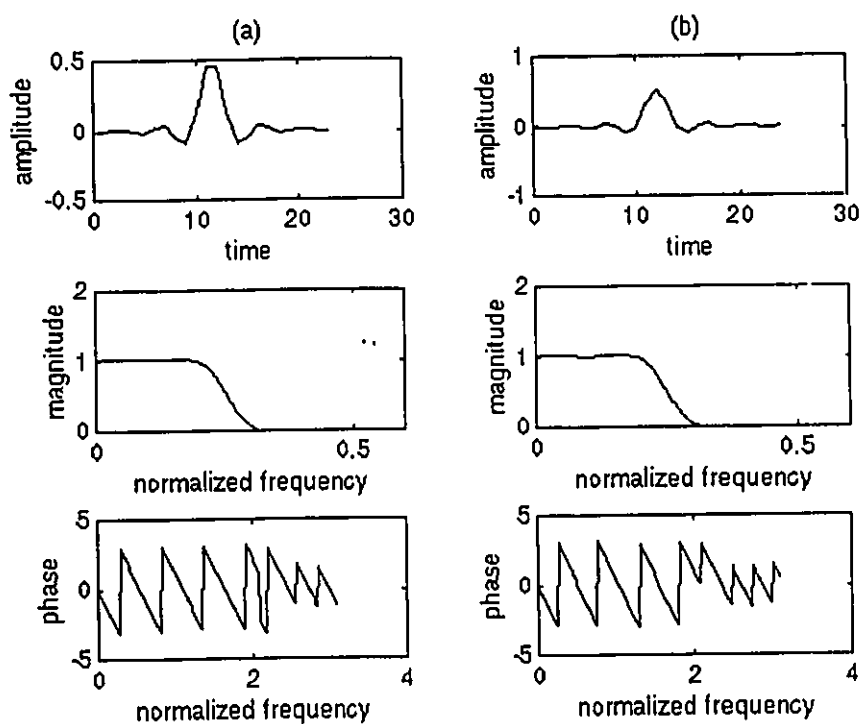 (a)
0.5
0
-0.5
amplitude
0 10 20 30
time
2
1
0
magnitude
0 0.5
normalized frequency
5
0
-5
phase
0 2 4
normalized frequency
(b)
1
0
-1
amplitude
0 10 20 30
time
2
1
0
magnitude
0 0.5
normalized frequency
5
0
-5
phase
0 2 4
normalized frequency